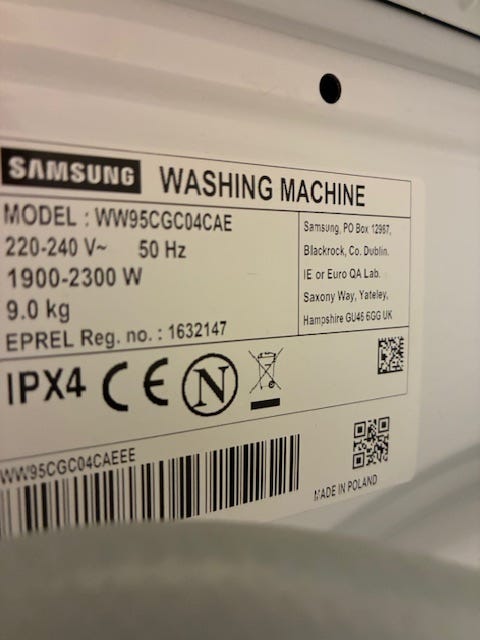 SAMSUNG WASHING MACHINE
MODEL : WW95CGC04CAE
220-240 V~ 50 Hz
1900-2300 W
9.0 kg
EPREL Reg. no. : 1632147
Samsung, PO Box 12987,
Blackrock, Co. Dublin.
IE or Euro QA Lab.
Saxony Way, Yateley,
Hampshire GU46 6GG UK
IPX4 CE N
WW95CGC04CAEEE
MADE IN POLAND